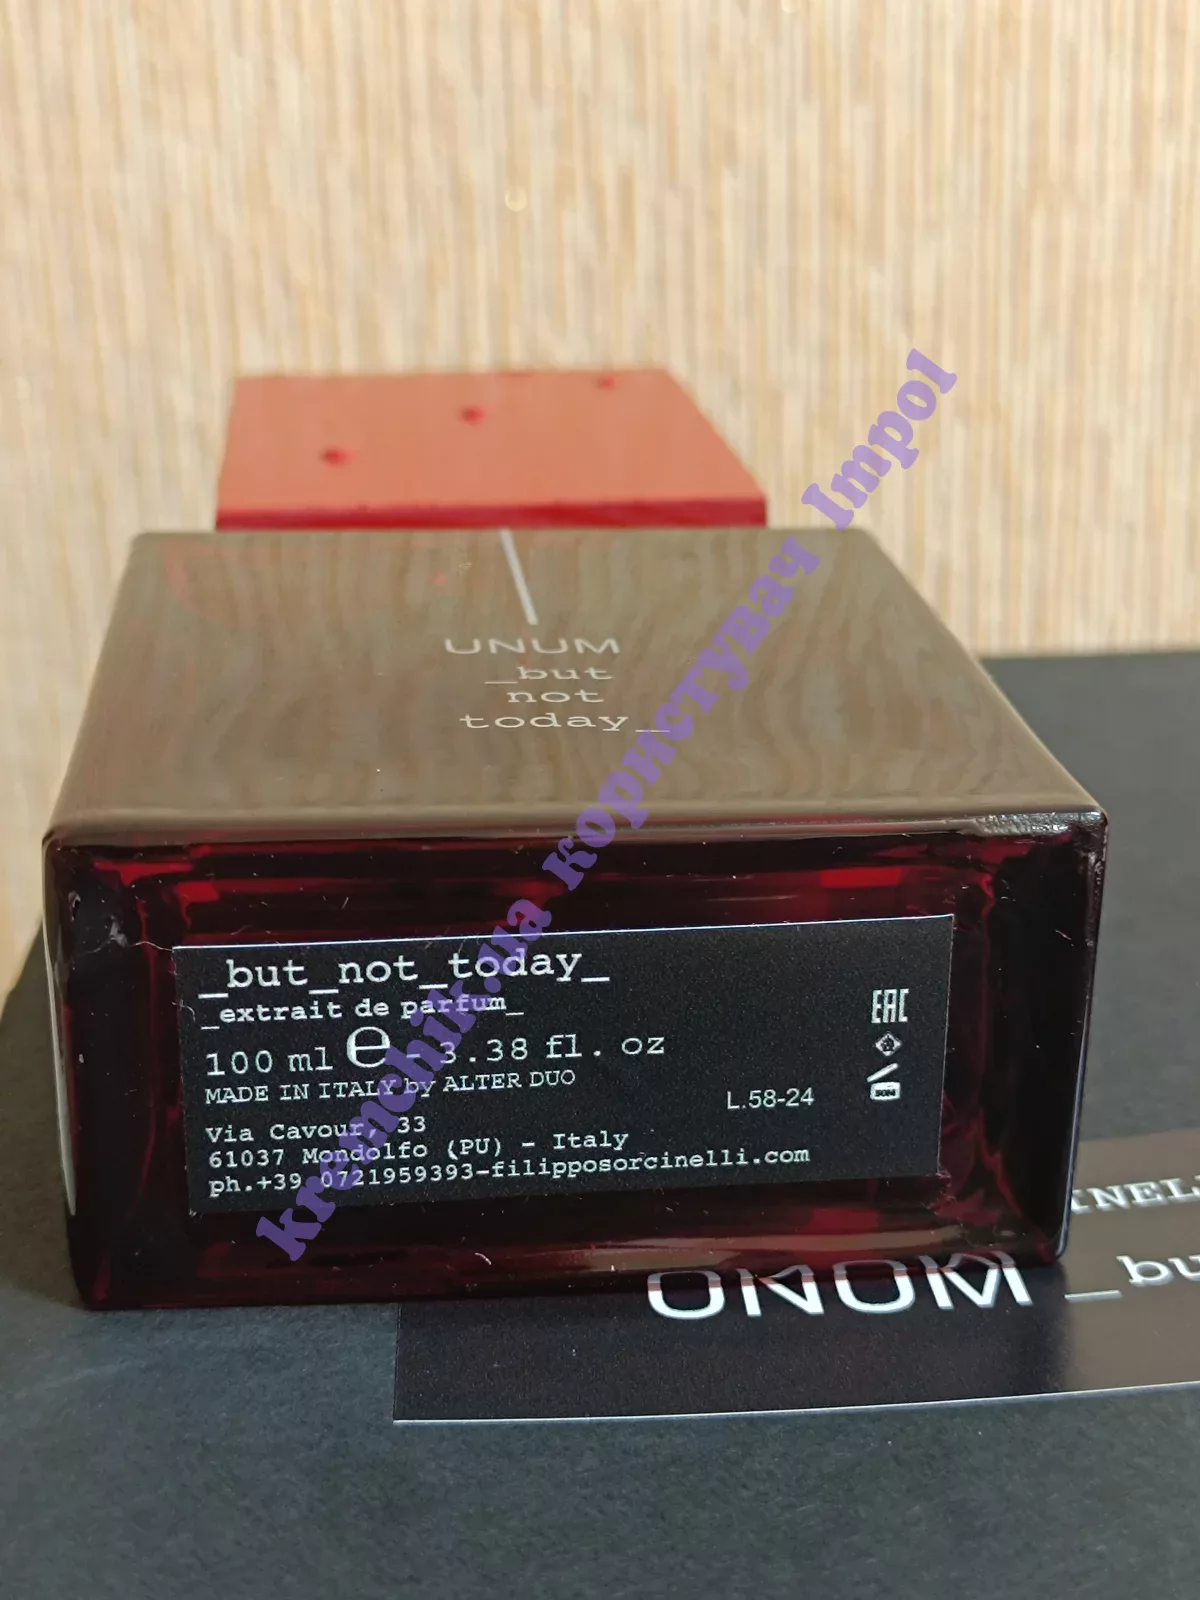 UNUM
_but
not
today_
_but_not_today_
_extrait de parfum_
100 ml e - 3.38 fl. oz
MADE IN ITALY by ALTER DUO
L.58-24
EAC
Via Cavour, 33
61037 Mondolfo (PU) - Italy
ph.+39 0721959393-filipposorcinelli.com
kremchik.ua користувач Impol
UNUM _bu